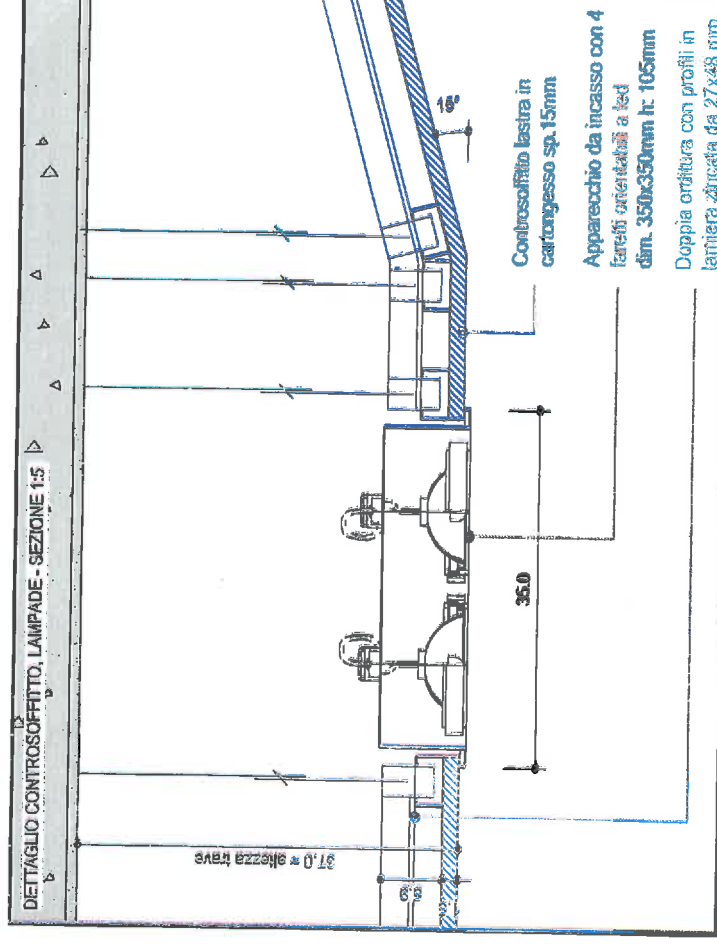 DETTAGLIO CONTROSOFFITTO, LAMPADE - SEZIONE 1:5
15°
Controsoffitto lastra in
cartongesso sp.15mm
Apparecchio da incasso con 4
faretti orientabili a led
dim. 350x350mm h: 105mm
Doppia orditura con profili in
lamiera zincata da 27x48 mm
35.0
37.0 = altezza trave